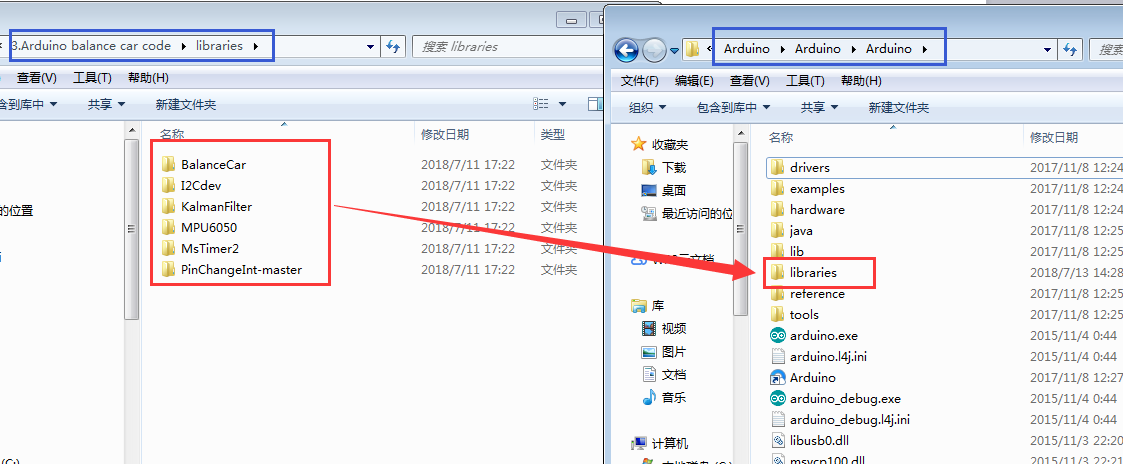 3.Arduino balance car code libraries
搜索 libraries
查看(V) 工具(T) 帮助(H)
含到库中 共享 新建文件夹
名称 修改日期 类型
BalanceCar 2018/7/11 17:22 文件夹
I2Cdev 2018/7/11 17:22 文件夹
KalmanFilter 2018/7/11 17:22 文件夹
的位置 MPU6050 2018/7/11 17:22 文件夹
MsTimer2 2018/7/11 17:22 文件夹
PinChangeInt-master 2018/7/11 17:22 文件夹
Arduino Arduino Arduino
搜索
文件(F) 编辑(E) 查看(V) 工具(T) 帮助(H)
组织 包含到库中 共享 新建文件夹
收藏夹
下载
桌面
最近访问的位
库
视频
图片
文档
音乐
计算机
名称 修改日期
drivers 2017/11/8 12:24
examples 2017/11/8 12:24
hardware 2017/11/8 12:24
java 2017/11/8 12:25
lib 2017/11/8 12:25
libraries 2018/7/13 14:28
reference 2017/11/8 12:25
tools 2017/11/8 12:25
arduino.exe 2015/11/4 0:44
arduino.l4j.ini 2015/11/4 0:44
Arduino 2017/11/8 12:27
arduino_debug.exe 2015/11/4 0:44
arduino_debug.l4j.ini 2015/11/4 0:44
libusb0.dll 2015/11/3 22:20
msvcp100.dll 2015/11/3 22:21